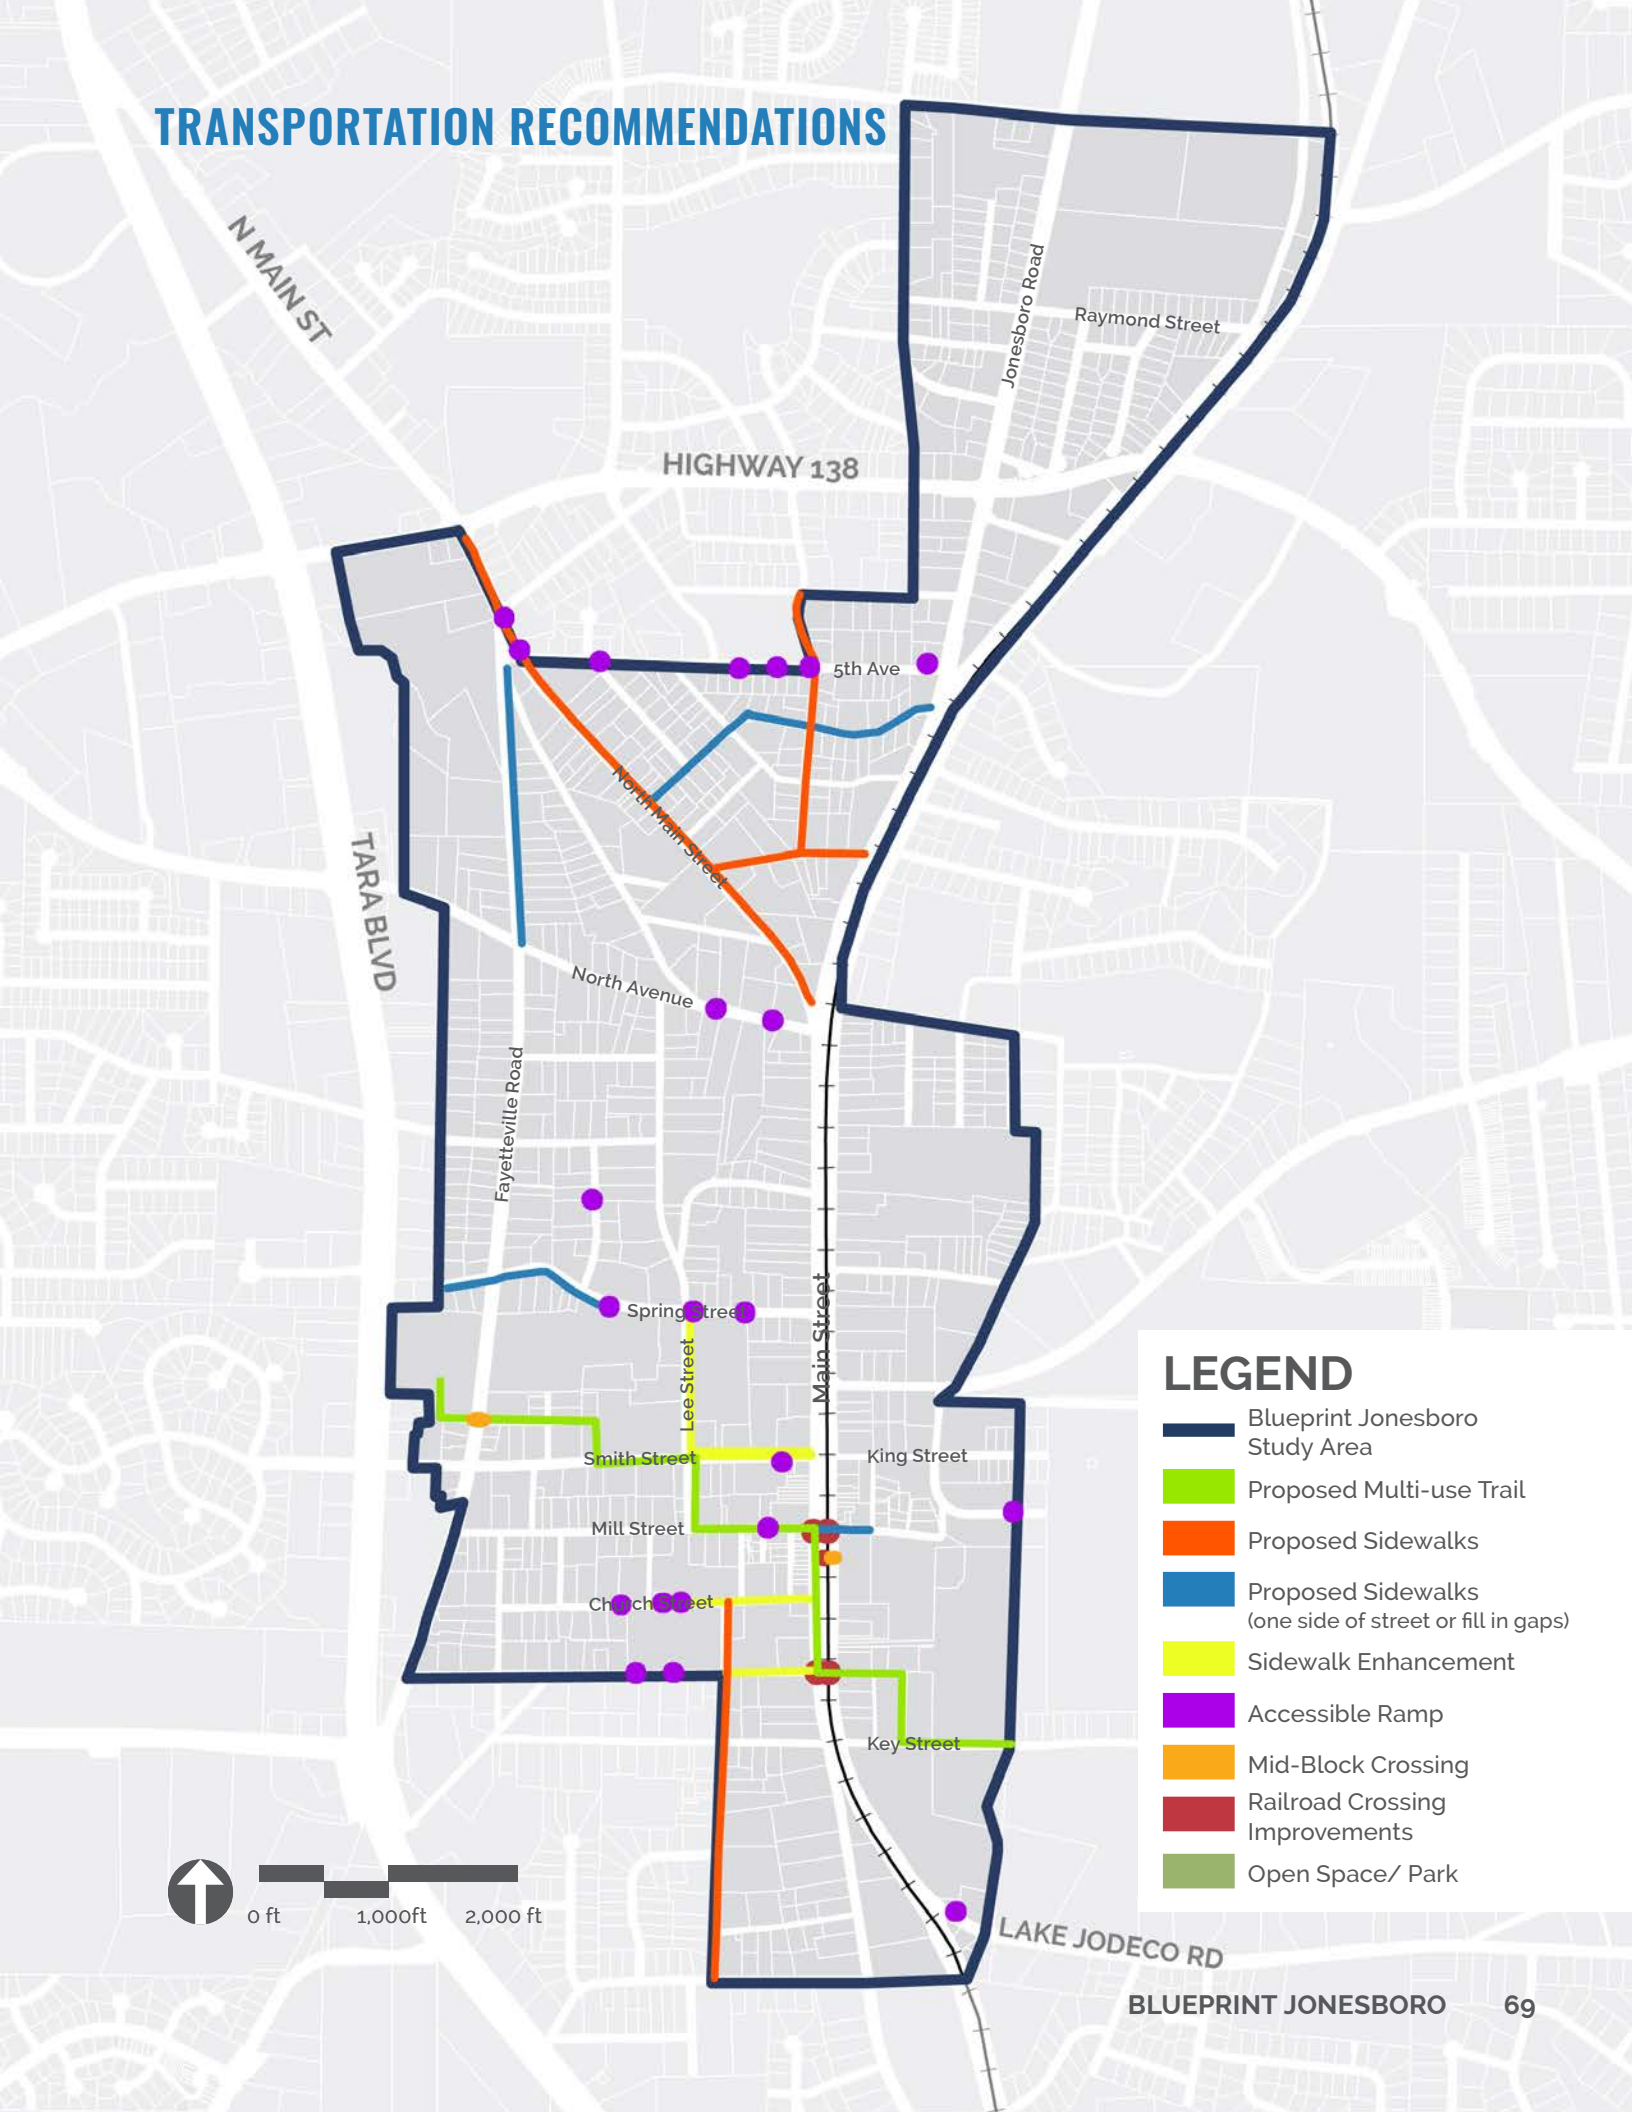 TRANSPORTATION RECOMMENDATIONS
N MAIN ST
Jonesboro Road
Raymond Street
HIGHWAY 138
5th Ave
North Main Street
TARA BLVD
North Avenue
Fayetteville Road
Spring Street
Main Street
Lee Street
Smith Street
King Street
Mill Street
Church Street
Key Street
LEGEND
Blueprint Jonesboro
Study Area
Proposed Multi-use Trail
Proposed Sidewalks
Proposed Sidewalks
(one side of street or fill in gaps)
Sidewalk Enhancement
Accessible Ramp
Mid-Block Crossing
Railroad Crossing
Improvements
Open Space/ Park
0 ft 1,000ft 2,000 ft
LAKE JODECO RD
BLUEPRINT JONESBORO 69